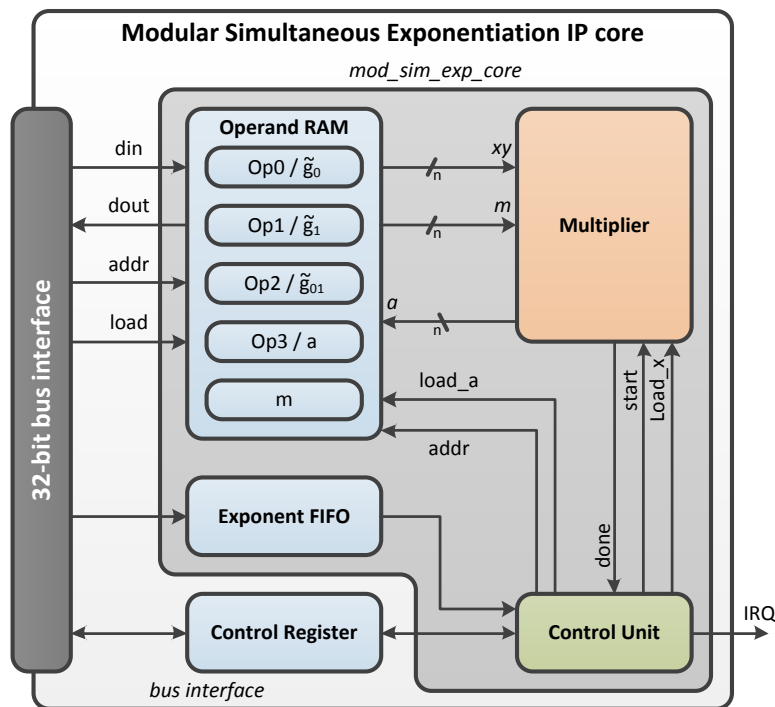 Modular Simultaneous Exponentiation IP core
mod_sim_exp_core
32-bit bus interface
din
dout
addr
load
Operand RAM
Op0 / g̃₀
Op1 / g̃₁
Op2 / g̃₀₁
Op3 / a
m
xy
n
m
n
a
n
Multiplier
load_a
addr
done
start
Load_x
Exponent FIFO
Control Register
Control Unit
IRQ
bus interface